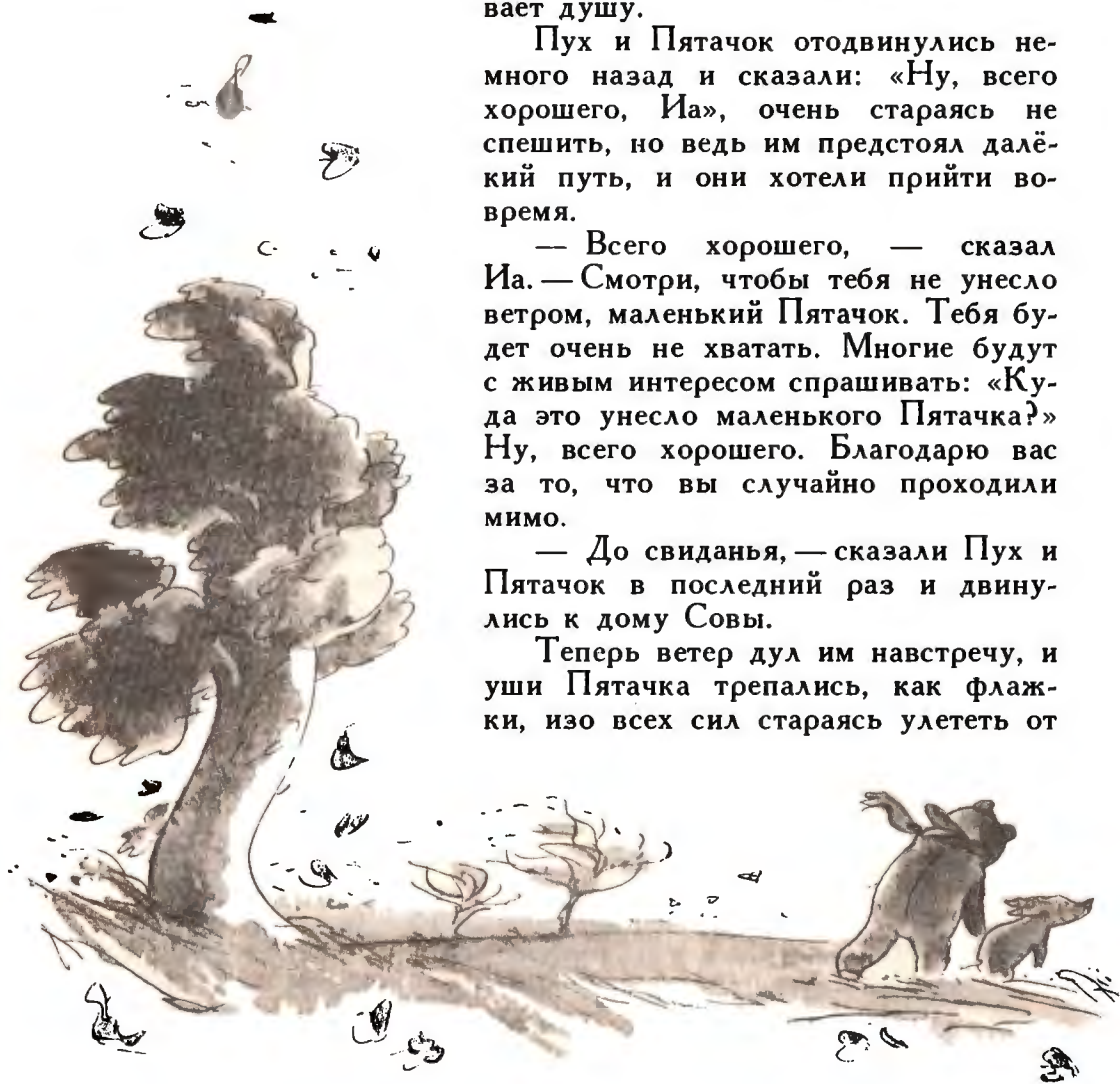 вает душу.
Пух и Пятачок отодвинулись не-
много назад и сказали: «Ну, всего
хорошего, Иа», очень стараясь не
спешить, но ведь им предстоял далё-
кий путь, и они хотели прийти во-
время.
— Всего хорошего, — сказал
Иа. — Смотри, чтобы тебя не унесло
ветром, маленький Пятачок. Тебя бу-
дет очень не хватать. Многие будут
с живым интересом спрашивать: «Ку-
да это унесло маленького Пятачка?»
Ну, всего хорошего. Благодарю вас
за то, что вы случайно проходили
мимо.
— До свиданья, — сказали Пух и
Пятачок в последний раз и двину-
лись к дому Совы.
Теперь ветер дул им навстречу, и
уши Пятачка трепались, как флаж-
ки, изо всех сил стараясь улететь от